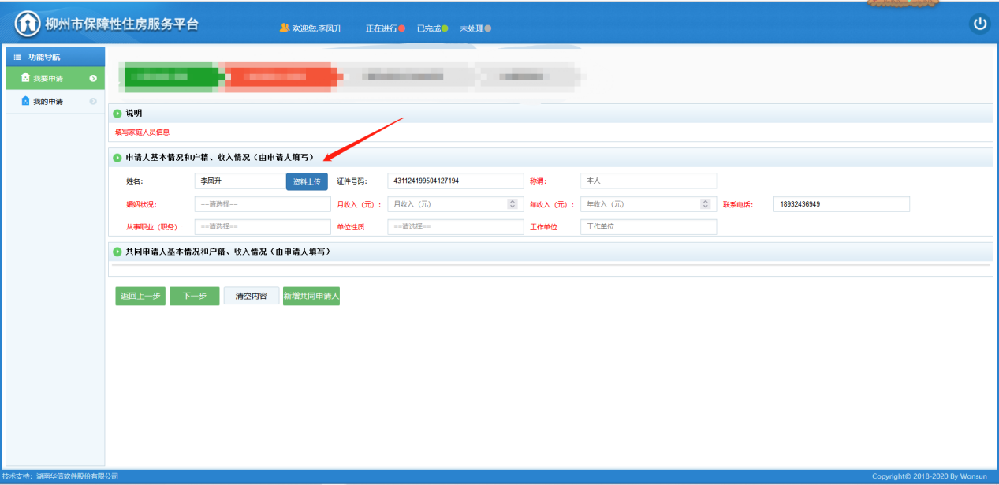 柳州市保障性住房服务平台
欢迎您,李凤升 正在进行 已完成 未处理
功能导航
我要申请
我的申请
说明
填写家庭人员信息
申请人基本情况和户籍、收入情况(由申请人填写)
姓名: 李凤升 资料上传 证件号码: 431124199504127194 称谓: 本人
婚姻状况: ==请选择== 月收入(元): 月收入(元) 年收入(元): 年收入(元) 联系电话: 18932436949
从事职业(职务): ==请选择== 单位性质: ==请选择== 工作单位: 工作单位
共同申请人基本情况和户籍、收入情况(由申请人填写)
返回上一步 下一步 清空内容 新增共同申请人
技术支持:湖南华信软件股份有限公司 Copyright© 2018-2020 By Wonsun